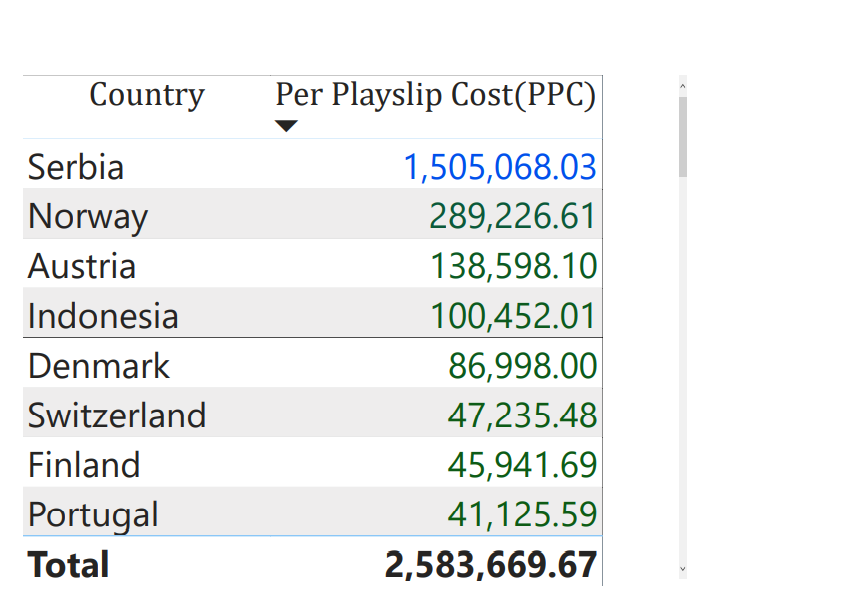 Country Per Playslip Cost(PPC)
Serbia 1,505,068.03
Norway 289,226.61
Austria 138,598.10
Indonesia 100,452.01
Denmark 86,998.00
Switzerland 47,235.48
Finland 45,941.69
Portugal 41,125.59
Total 2,583,669.67